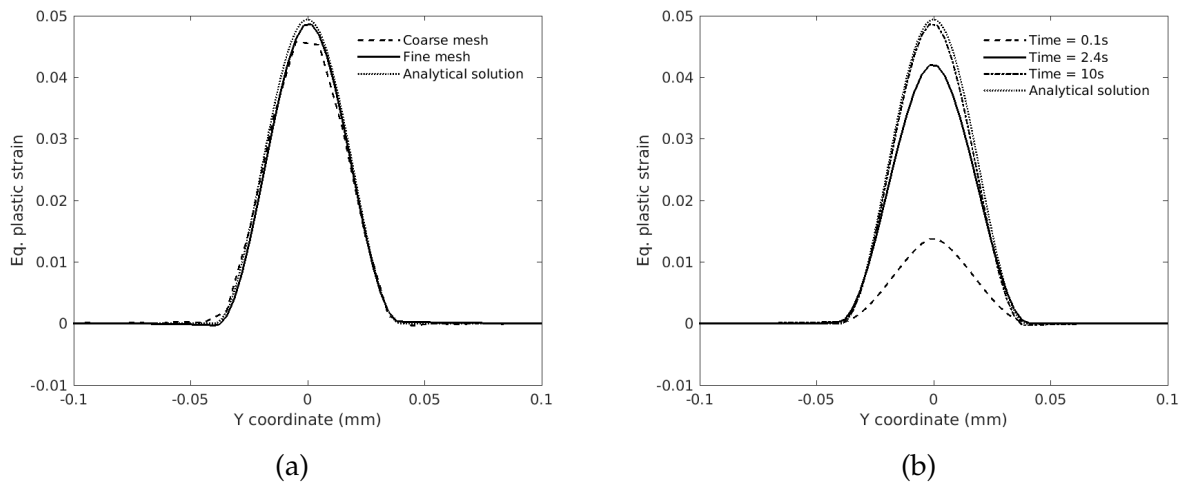 0.05
0.04
0.03
0.02
0.01
0
-0.01
-0.1
-0.05
0
0.05
0.1
Eq. plastic strain
Y coordinate (mm)
Coarse mesh
Fine mesh
Analytical solution
(a)
0.05
0.04
0.03
0.02
0.01
0
-0.01
-0.1
-0.05
0
0.05
0.1
Eq. plastic strain
Y coordinate (mm)
Time = 0.1s
Time = 2.4s
Time = 10s
Analytical solution
(b)